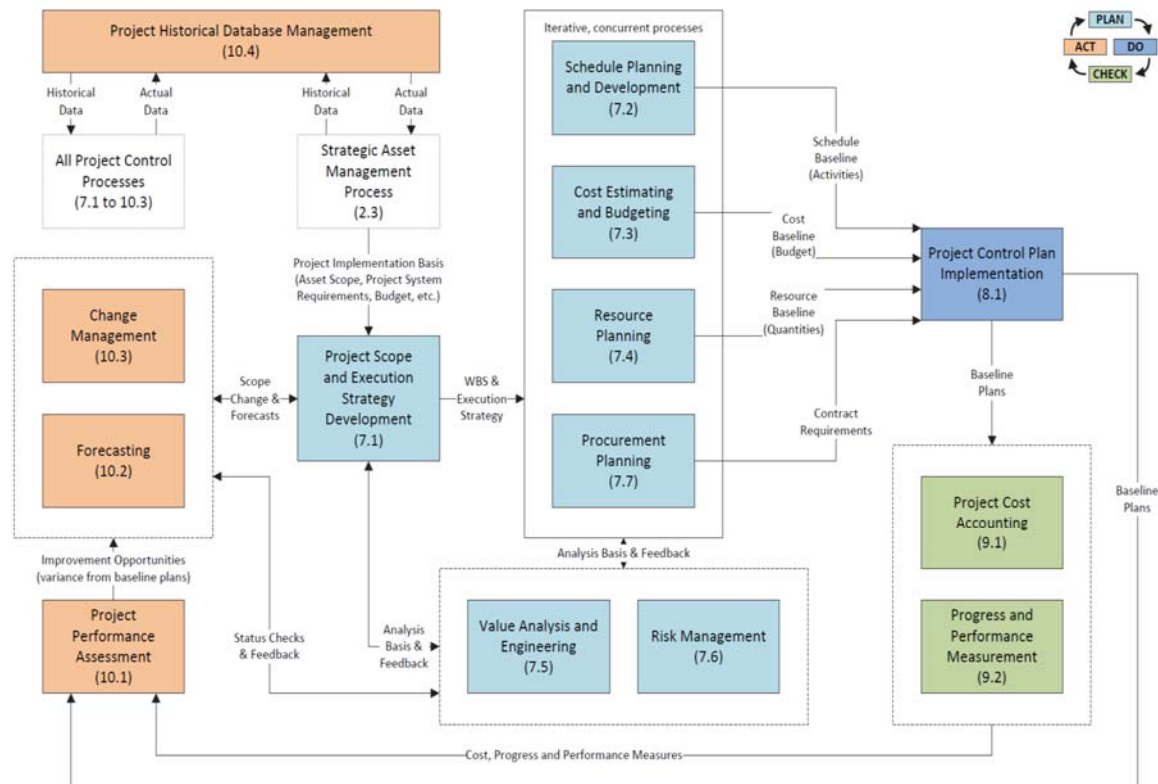 Project Historical Database Management
(10.4)
Historical
Data
Actual
Data
Historical
Data
Actual
Data
All Project Control
Processes
(7.1 to 10.3)
Strategic Asset
Management
Process
(2.3)
Project Implementation Basis
(Asset Scope, Project System
Requirements, Budget, etc.)
Change
Management
(10.3)
Forecasting
(10.2)
Scope
Change &
Forecasts
Project Scope
and Execution
Strategy
Development
(7.1)
WBS &
Execution
Strategy
Iterative, concurrent processes
Schedule Planning
and Development
(7.2)
Cost Estimating
and Budgeting
(7.3)
Resource
Planning
(7.4)
Procurement
Planning
(7.7)
Schedule
Baseline
(Activities)
Cost
Baseline
(Budget)
Resource
Baseline
(Quantities)
Contract
Requirements
PLAN
ACT
DO
CHECK
Project Control Plan
Implementation
(8.1)
Baseline
Plans
Baseline
Plans
Project Cost
Accounting
(9.1)
Progress and
Performance
Measurement
(9.2)
Analysis Basis & Feedback
Value Analysis and
Engineering
(7.5)
Risk Management
(7.6)
Analysis
Basis &
Feedback
Status Checks
& Feedback
Improvement Opportunities
(variance from baseline plans)
Project
Performance
Assessment
(10.1)
Cost, Progress and Performance Measures